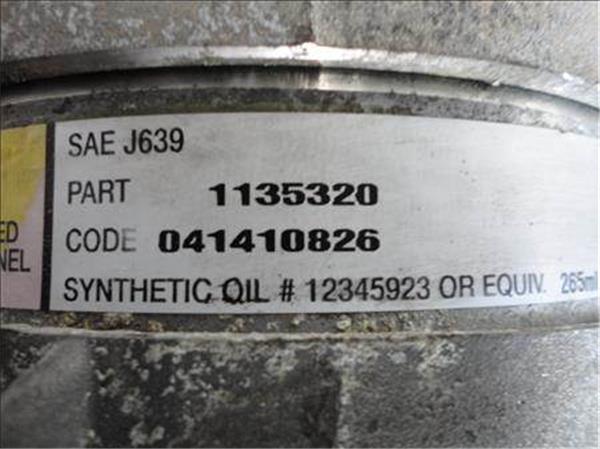 SAE J639
PART 1135320
CODE 041410826
ED
NEL
SYNTHETIC OIL # 12345923 OR EQUIV. 265ml